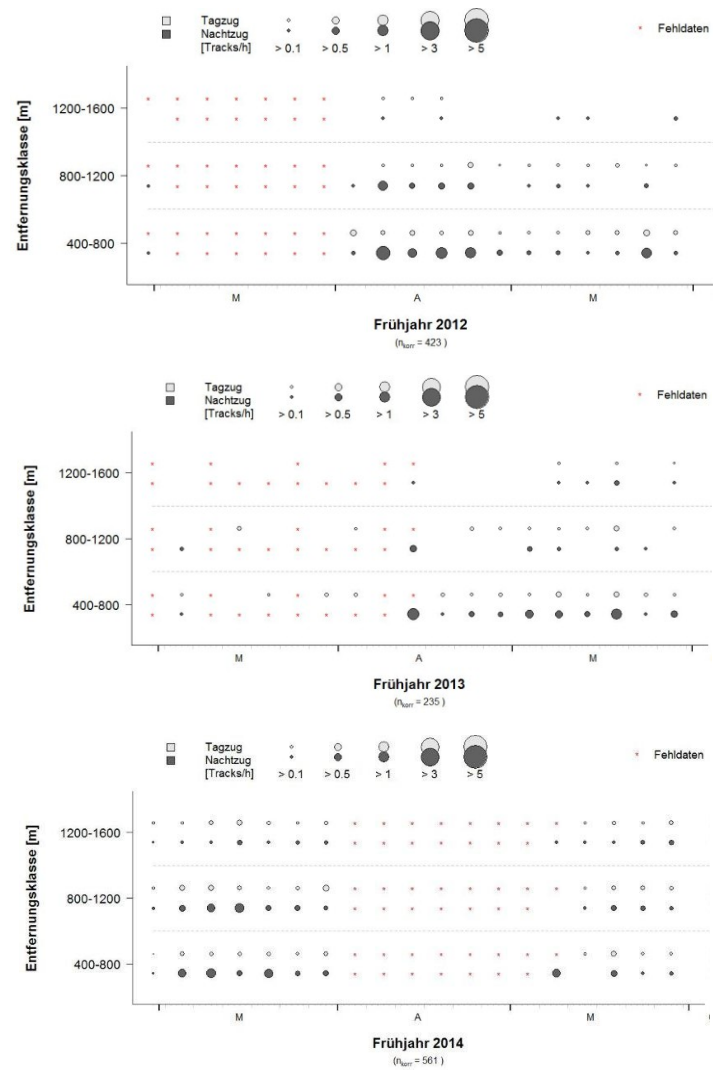 Tagzug
Nachtzug
[Tracks/h] > 0.1 > 0.5 > 1 > 3 > 5
* Fehldaten
Entfernungsklasse [m]
1200-1600
800-1200
400-800
M A M
Frühjahr 2012
(nkorr = 423 )
Tagzug
Nachtzug
[Tracks/h] > 0.1 > 0.5 > 1 > 3 > 5
* Fehldaten
Entfernungsklasse [m]
1200-1600
800-1200
400-800
M A M
Frühjahr 2013
(nkorr = 235 )
Tagzug
Nachtzug
[Tracks/h] > 0.1 > 0.5 > 1 > 3 > 5
* Fehldaten
Entfernungsklasse [m]
1200-1600
800-1200
400-800
M A M
Frühjahr 2014
(nkorr = 561 )